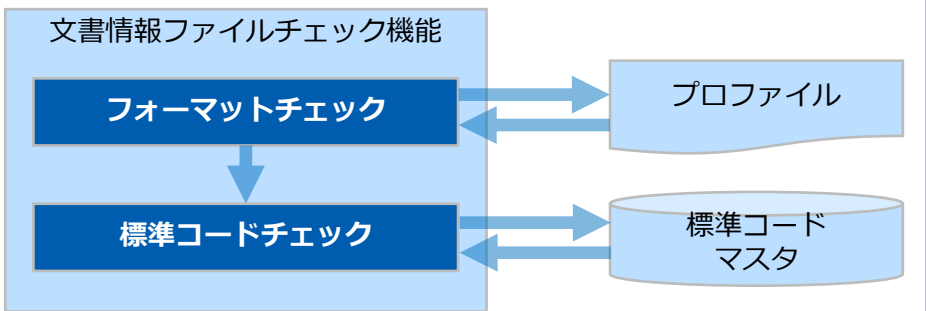 文書情報ファイルチェック機能
フォーマットチェック
プロファイル
標準コードチェック
標準コード
マスタ